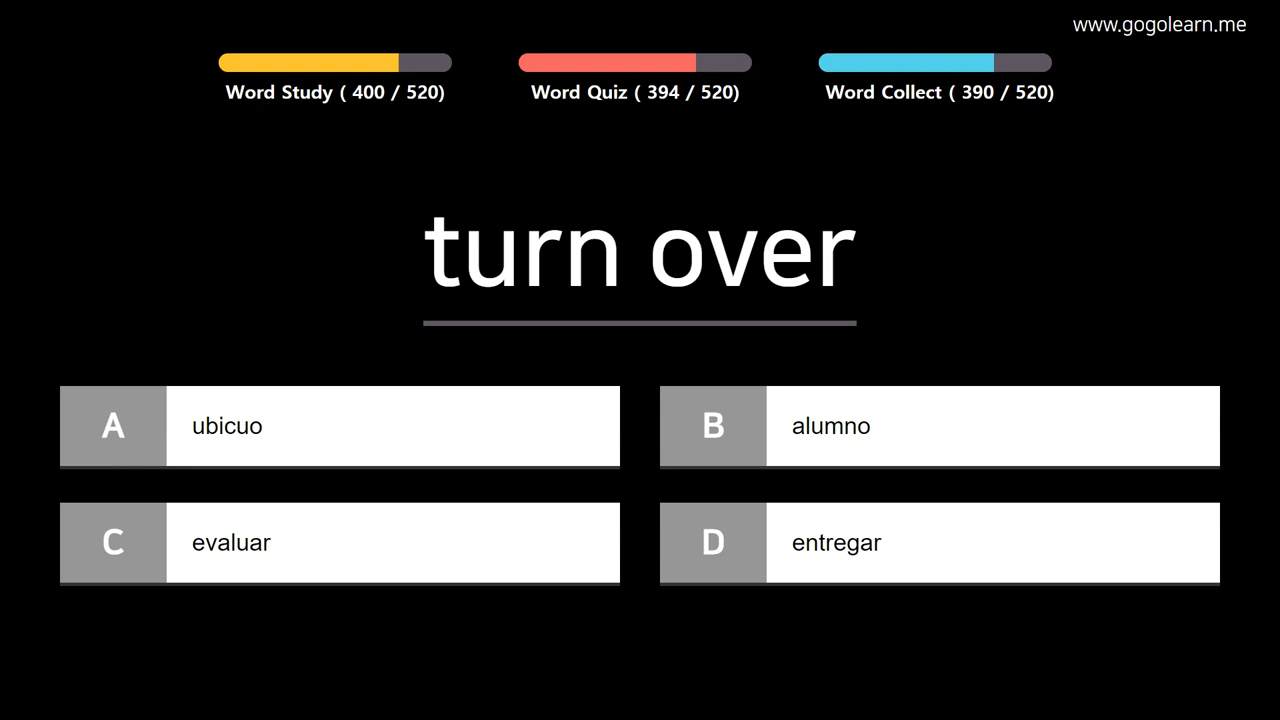 www.gogolearn.me
Word Study ( 400 / 520)
Word Quiz ( 394 / 520)
Word Collect ( 390 / 520)
turn over
A ubicuo
B alumno
C evaluar
D entregar